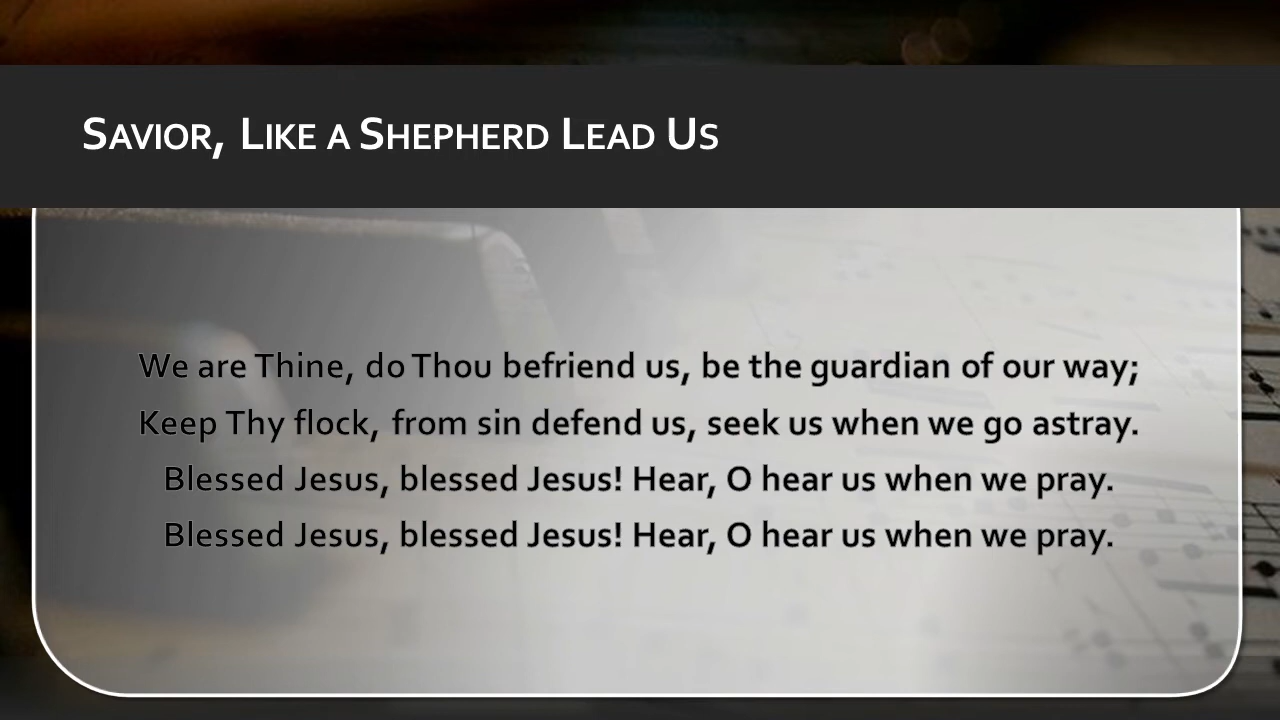 Savior, Like a Shepherd Lead Us
We are Thine, do Thou befriend us, be the guardian of our way;
Keep Thy flock, from sin defend us, seek us when we go astray.
Blessed Jesus, blessed Jesus! Hear, O hear us when we pray.
Blessed Jesus, blessed Jesus! Hear, O hear us when we pray.